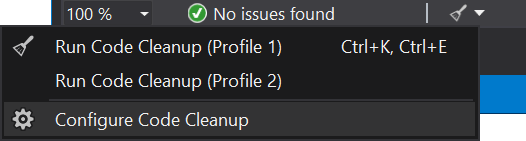 100 % No issues found
Run Code Cleanup (Profile 1) Ctrl+K, Ctrl+E
Run Code Cleanup (Profile 2)
Configure Code Cleanup